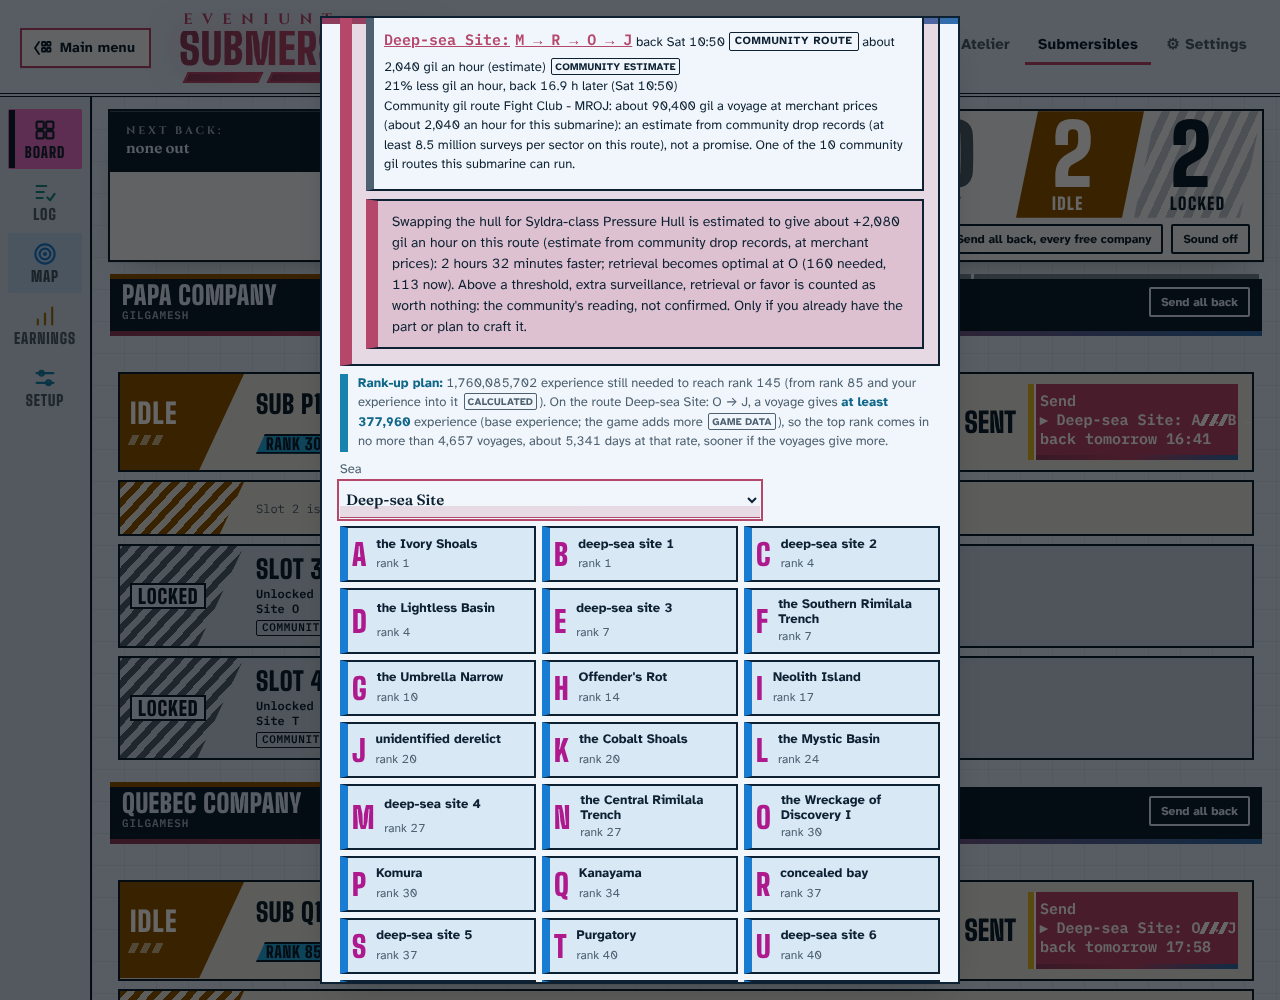 EVENIUNT
SUBMERS
Main menu
Atelier
Submersibles
Settings
BOARD
LOG
MAP
EARNINGS
SETUP
NEXT BACK:
none out
2
IDLE
2
LOCKED
Send all back, every free company
Sound off
PAPA COMPANY
GILGAMESH
Send all back
IDLE
SUB P1
RANK 30
SENT
Send
▶ Deep-sea Site: A
B
back tomorrow 16:41
Slot 2 is
LOCKED
SLOT 3
Unlocked
Site O
COMMUNIT
LOCKED
SLOT 4
Unlocked
Site T
COMMUNIT
QUEBEC COMPANY
GILGAMESH
Send all back
IDLE
SUB Q1
RANK 85
SENT
Send
▶ Deep-sea Site: O
J
back tomorrow 17:58
Deep-sea Site: M → R → O → J back Sat 10:50 COMMUNITY ROUTE about
2,040 gil an hour (estimate) COMMUNITY ESTIMATE
21% less gil an hour, back 16.9 h later (Sat 10:50)
Community gil route Fight Club - MROJ: about 90,400 gil a voyage at merchant prices
(about 2,040 an hour for this submarine): an estimate from community drop records (at
least 8.5 million surveys per sector on this route), not a promise. One of the 10 community
gil routes this submarine can run.
Swapping the hull for Syldra-class Pressure Hull is estimated to give about +2,080
gil an hour on this route (estimate from community drop records, at merchant
prices): 2 hours 32 minutes faster; retrieval becomes optimal at O (160 needed,
113 now). Above a threshold, extra surveillance, retrieval or favor is counted as
worth nothing: the community's reading, not confirmed. Only if you already have the
part or plan to craft it.
Rank-up plan: 1,760,085,702 experience still needed to reach rank 145 (from rank 85 and your
experience into it CALCULATED ). On the route Deep-sea Site: O → J, a voyage gives at least
377,960 experience (base experience; the game adds more GAME DATA ), so the top rank comes in
no more than 4,657 voyages, about 5,341 days at that rate, sooner if the voyages give more.
Sea
Deep-sea Site
A the Ivory Shoals
rank 1
B deep-sea site 1
rank 1
C deep-sea site 2
rank 4
D the Lightless Basin
rank 4
E deep-sea site 3
rank 7
F the Southern Rimilala
Trench
rank 7
G the Umbrella Narrow
rank 10
H Offender's Rot
rank 14
I Neolith Island
rank 17
J unidentified derelict
rank 20
K the Cobalt Shoals
rank 20
L the Mystic Basin
rank 24
M deep-sea site 4
rank 27
N the Central Rimilala
Trench
rank 27
O the Wreckage of
Discovery I
rank 30
P Komura
rank 30
Q Kanayama
rank 34
R concealed bay
rank 37
S deep-sea site 5
rank 37
T Purgatory
rank 40
U deep-sea site 6
rank 40